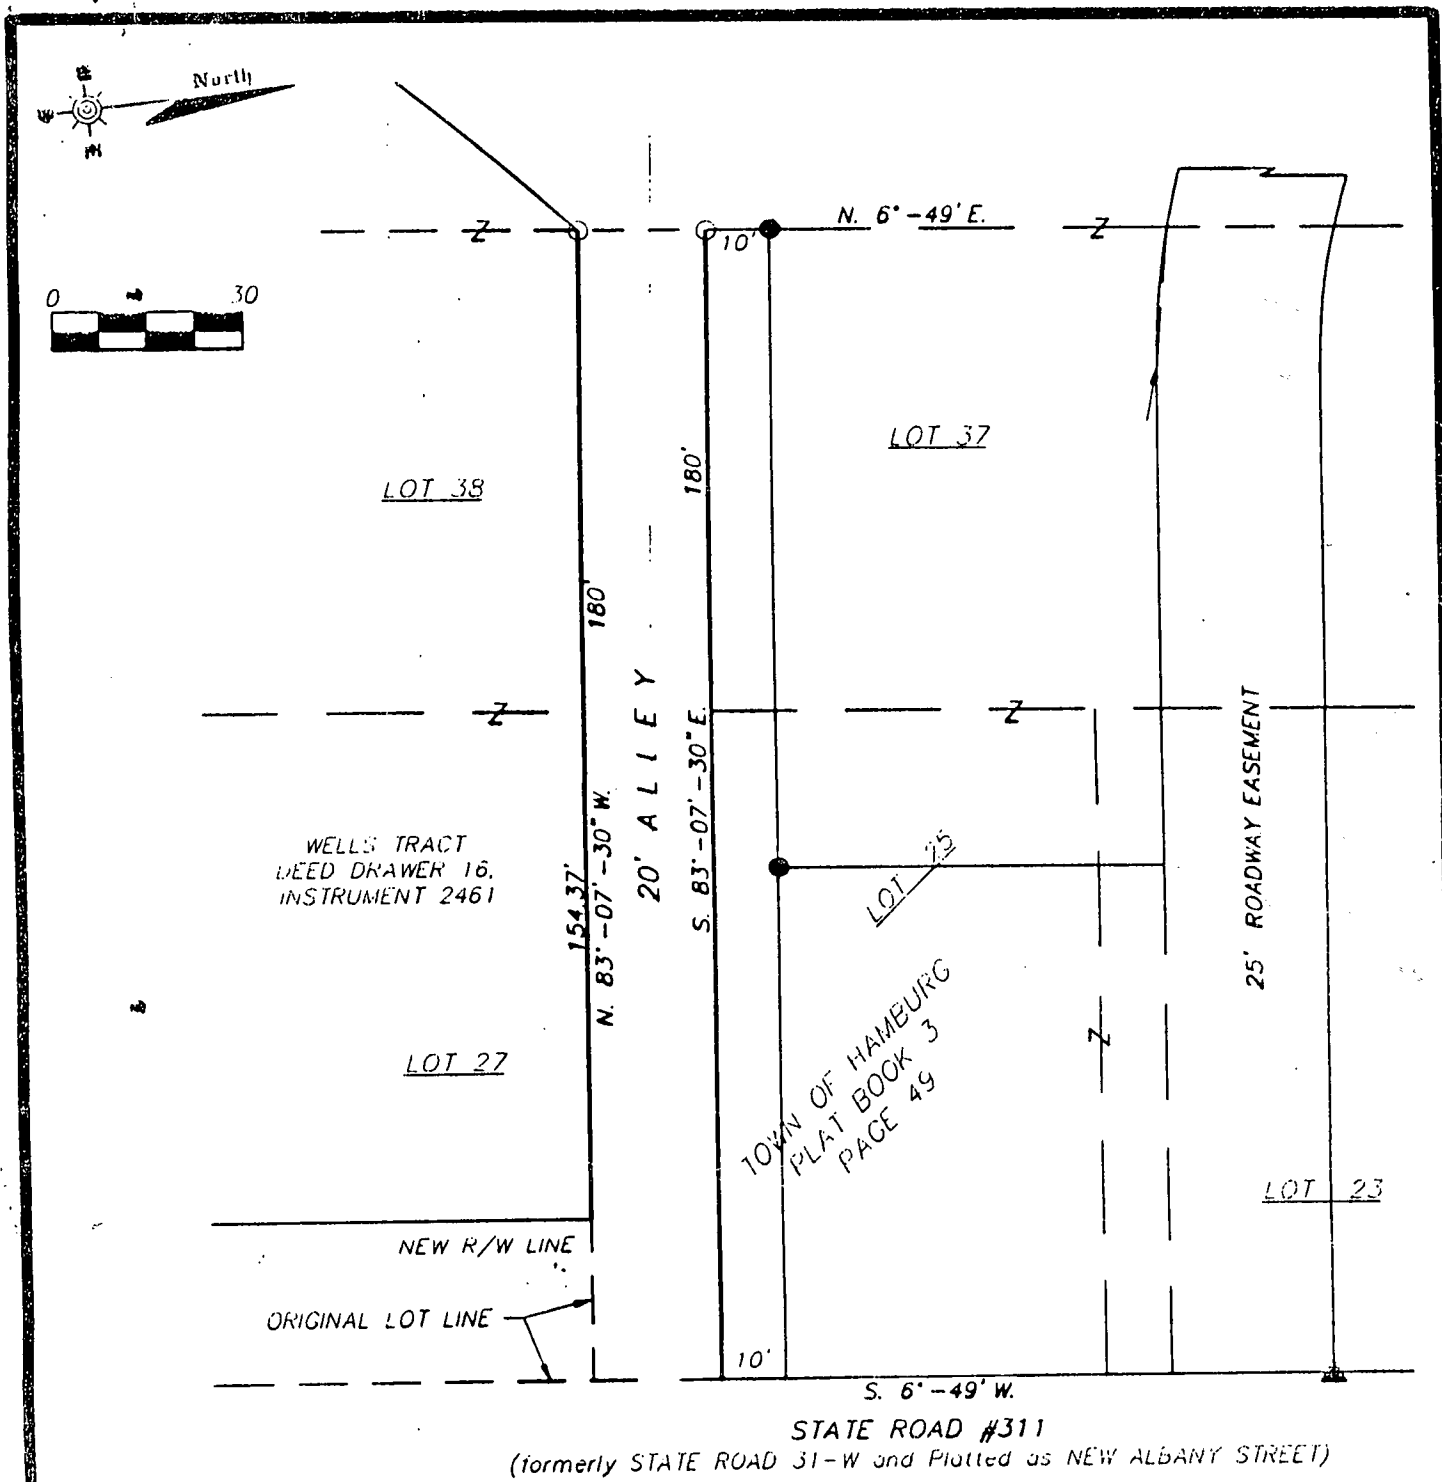 North
N. 6°-49' E.
10'
0 30
LOT 37
LOT 38
180'
180'
20' ALLEY
S. 83°-07'-30" E.
25' ROADWAY EASEMENT
WELLS TRACT
DEED DRAWER 16,
INSTRUMENT 2461
154.37'
N. 83°-07'-30" W.
LOT 25
TOWN OF HAMBURG
PLAT BOOK 3
PAGE 49
LOT 27
LOT 23
NEW R/W LINE
ORIGINAL LOT LINE
10'
S. 6°-49' W.
STATE ROAD #311
(formerly STATE ROAD 31-W and Platted as NEW ALBANY STREET)